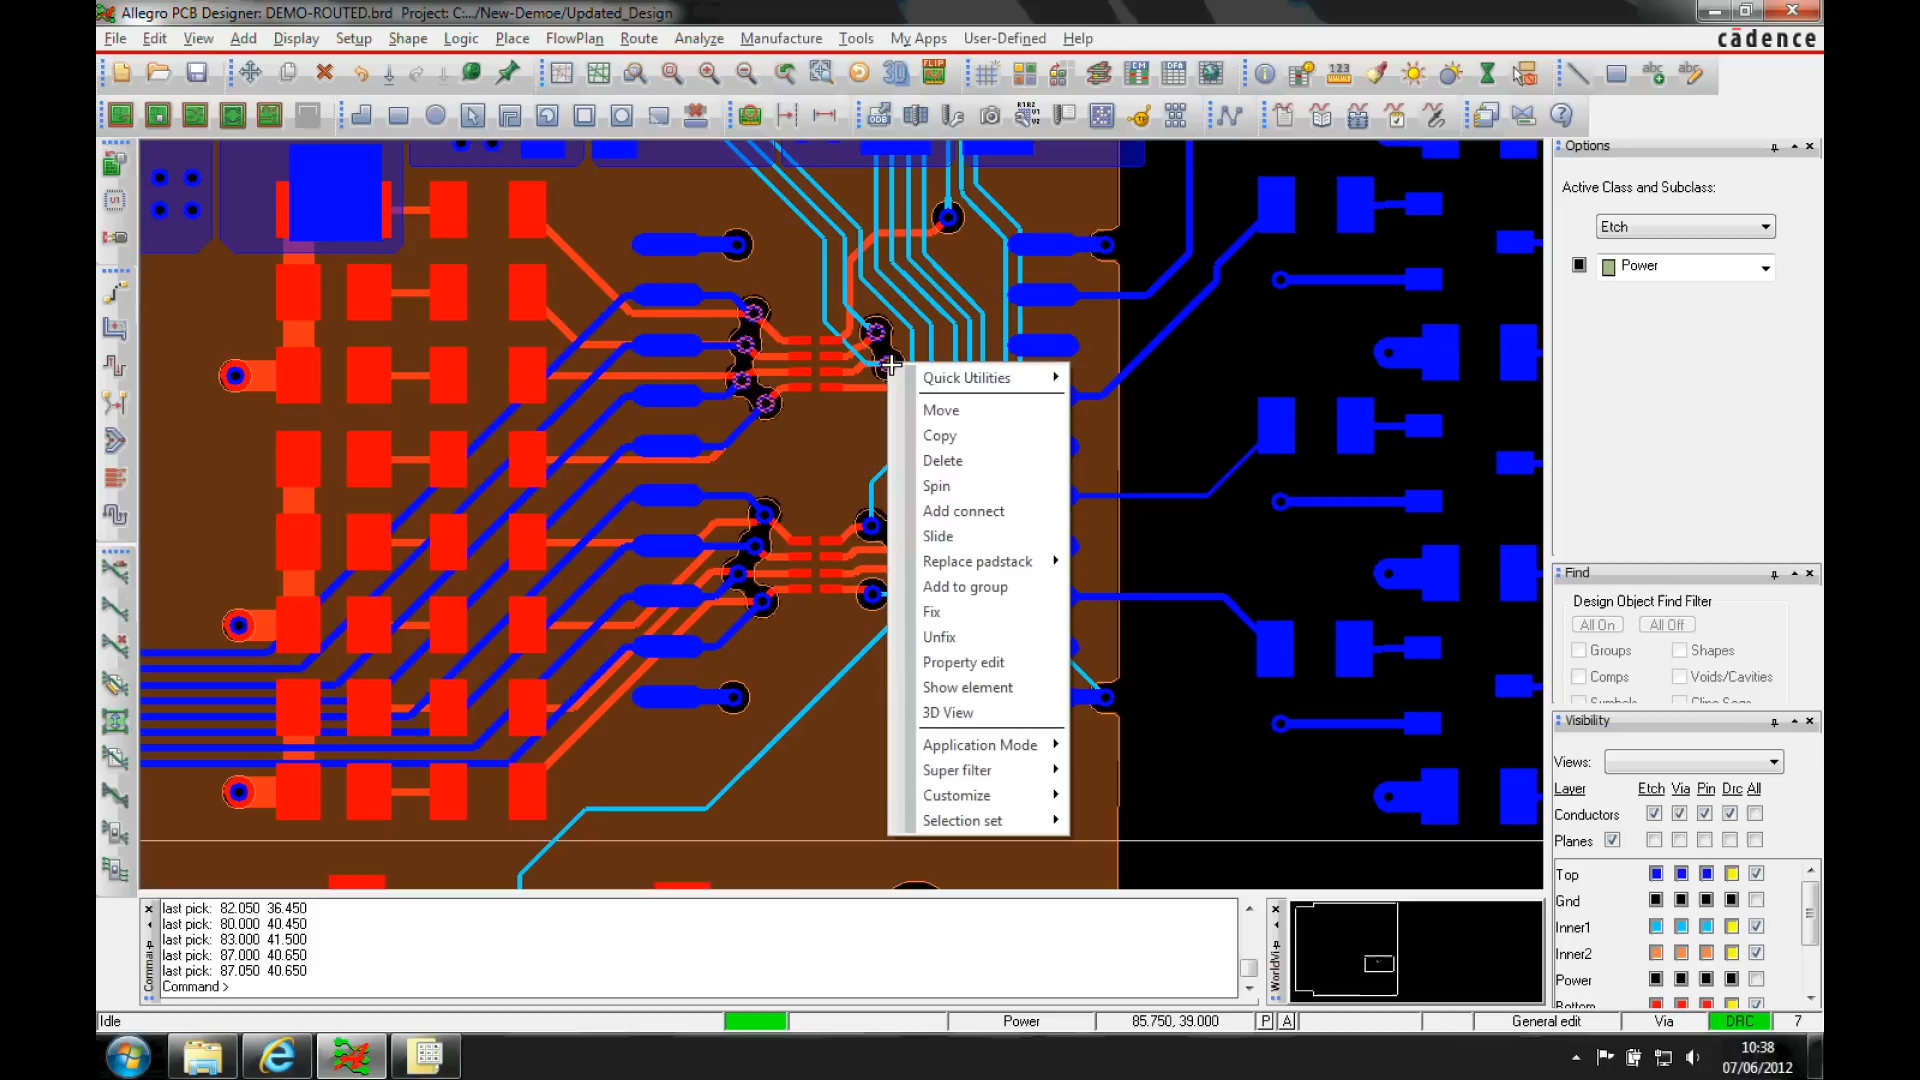 Allegro PCB Designer: DEMO-ROUTED.brd  Project: C:.../New-Demoe/Updated_Design
File Edit View Add Display Setup Shape Logic Place FlowPlan Route Analyze Manufacture Tools My Apps User-Defined Help
cādence
Options
Active Class and Subclass:
Etch
Power
Quick Utilities
Move
Copy
Delete
Spin
Add connect
Slide
Replace padstack
Add to group
Fix
Unfix
Property edit
Show element
3D View
Application Mode
Super filter
Customize
Selection set
Find
Design Object Find Filter
All On All Off
Groups Shapes
Comps Voids/Cavities
Symbols Cline Segs
Visibility
Views:
Layer Etch Via Pin Drc All
Conductors
Planes
Top
Gnd
Inner1
Inner2
Power
Bottom
last pick:  82.050  36.450
last pick:  80.000  40.450
last pick:  83.000  41.500
last pick:  87.000  40.650
last pick:  87.050  40.650
Command >
Idle Power 85.750, 39.000 P A General edit Via DRC 7
10:38
07/06/2012